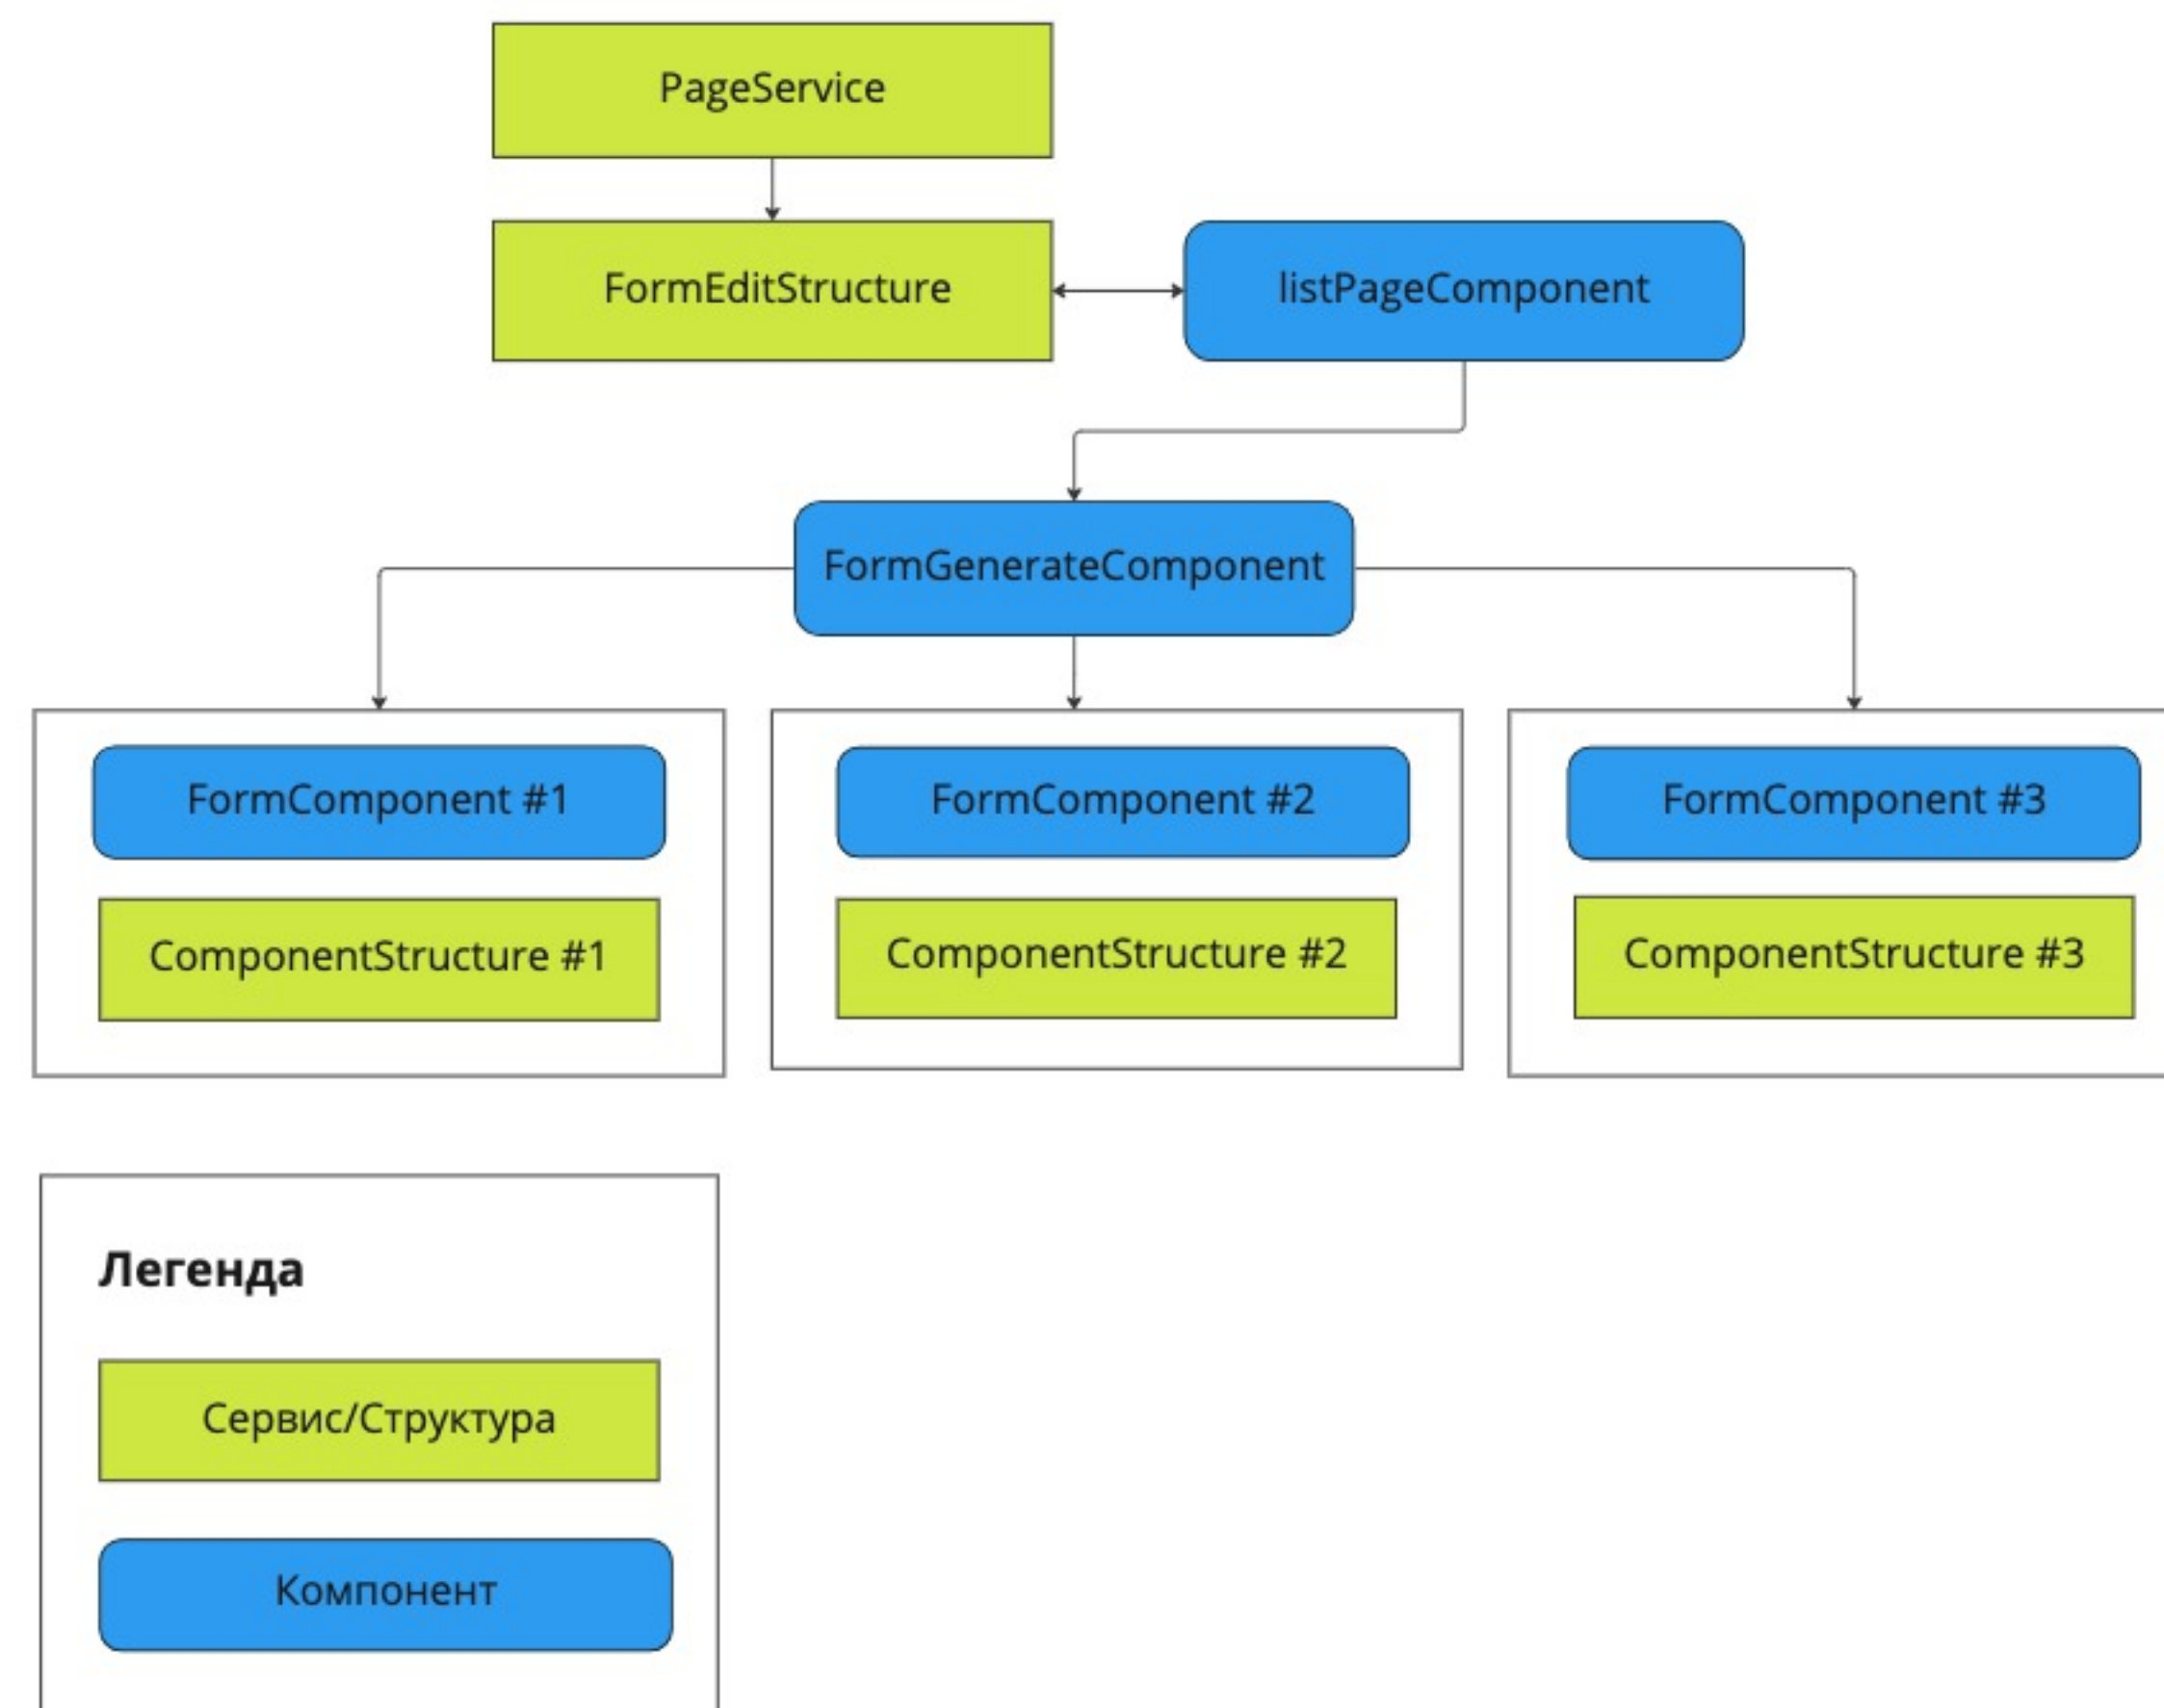 PageService
FormEditStructure
listPageComponent
FormGenerateComponent
FormComponent #1
FormComponent #2
FormComponent #3
ComponentStructure #1
ComponentStructure #2
ComponentStructure #3
Легенда
Сервис/Структура
Компонент